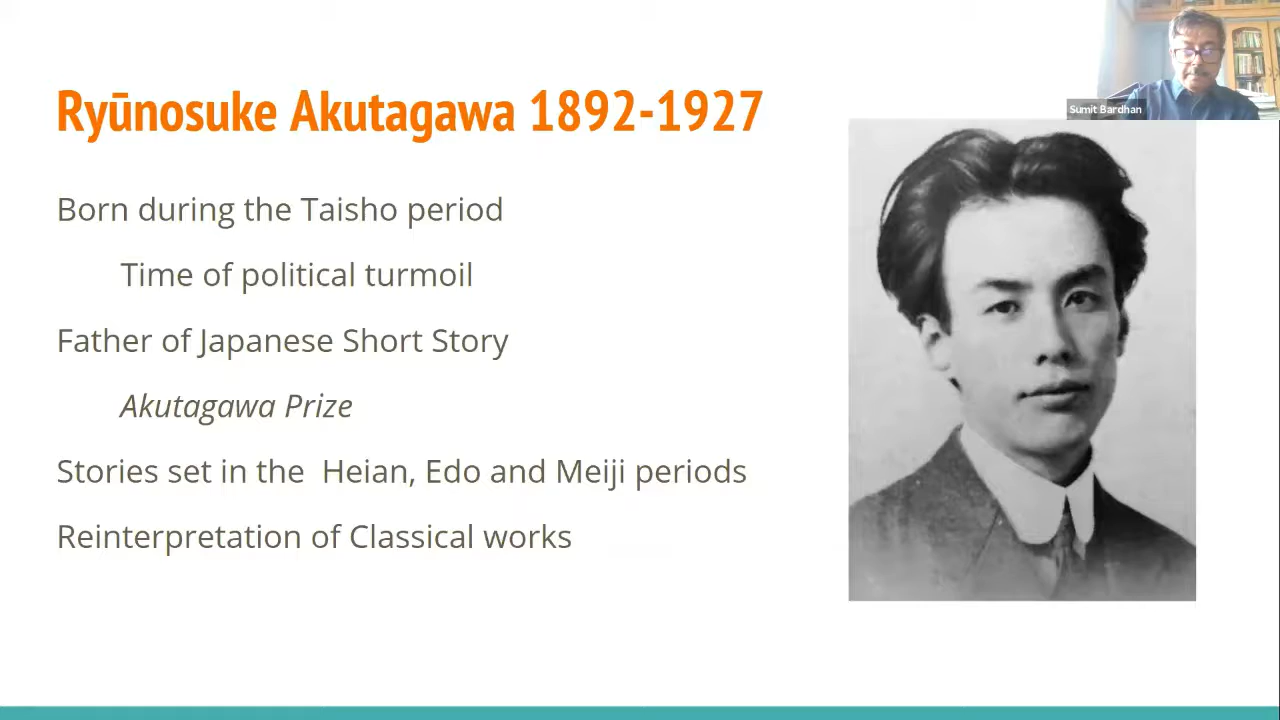 Ryūnosuke Akutagawa 1892-1927
Sumit Bardhan
Born during the Taisho period
Time of political turmoil
Father of Japanese Short Story
Akutagawa Prize
Stories set in the Heian, Edo and Meiji periods
Reinterpretation of Classical works